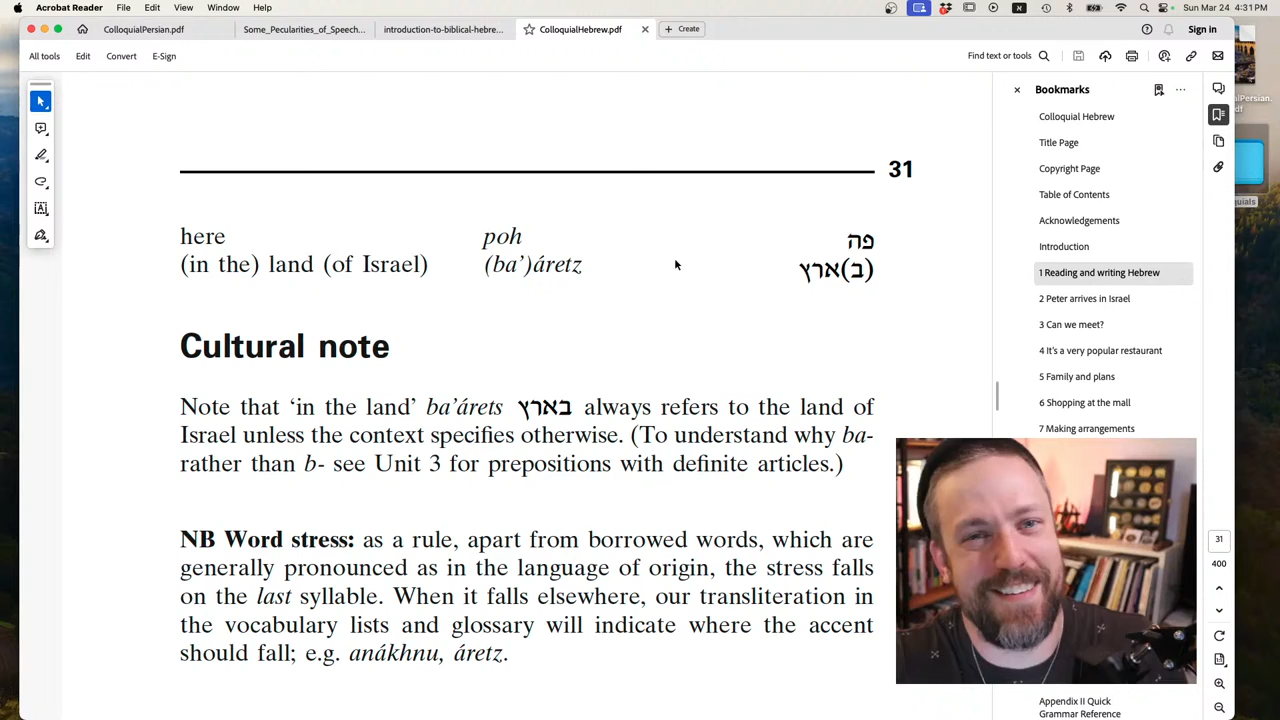 Acrobat Reader File Edit View Window Help
Sun Mar 24 4:31 PM
ColloquialPersian.pdf Some_Pecularities_of_Speech... introduction-to-biblical-hebre... ColloquialHebrew.pdf Create Sign in
All tools Edit Convert E-Sign Find text or tools
Bookmarks
Colloquial Hebrew
Title Page
Copyright Page
Table of Contents
Acknowledgements
Introduction
1 Reading and writing Hebrew
2 Peter arrives in Israel
3 Can we meet?
4 It's a very popular restaurant
5 Family and plans
6 Shopping at the mall
7 Making arrangements
Appendix II Quick
Grammar Reference
31
400
31
here poh פה
(in the) land (of Israel) (ba’)áretz (ב)ארץ
Cultural note
Note that ‘in the land’ ba’árets בארץ always refers to the land of
Israel unless the context specifies otherwise. (To understand why ba-
rather than b- see Unit 3 for prepositions with definite articles.)
NB Word stress: as a rule, apart from borrowed words, which are
generally pronounced as in the language of origin, the stress falls
on the last syllable. When it falls elsewhere, our transliteration in
the vocabulary lists and glossary will indicate where the accent
should fall; e.g. anákhnu, áretz.